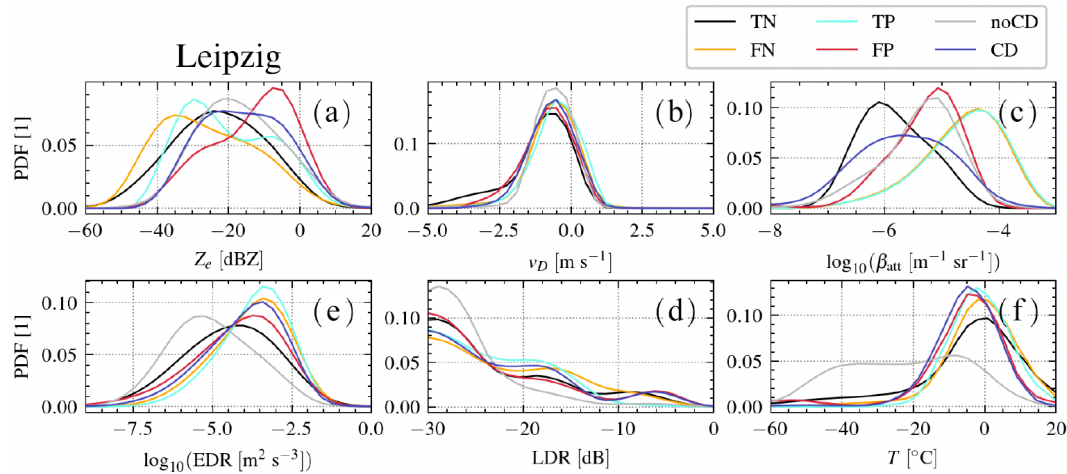 Leipzig
TN TP noCD
FN FP CD
(a) (b) (c)
PDF [1]
0.05
0.00
−60 −40 −20 0 20
Z_e [dBZ]
0.1
0.0
−5.0 −2.5 0.0 2.5 5.0
v_D [m s⁻¹]
0.10
0.05
0.00
−8 −6 −4
log₁₀(β_att [m⁻¹ sr⁻¹])
(e) (d) (f)
PDF [1]
0.10
0.05
0.00
−7.5 −5.0 −2.5 0.0
log₁₀(EDR [m² s⁻³])
0.10
0.05
0.00
−30 −20 −10 0
LDR [dB]
0.10
0.05
0.00
−60 −40 −20 0 20
T [°C]